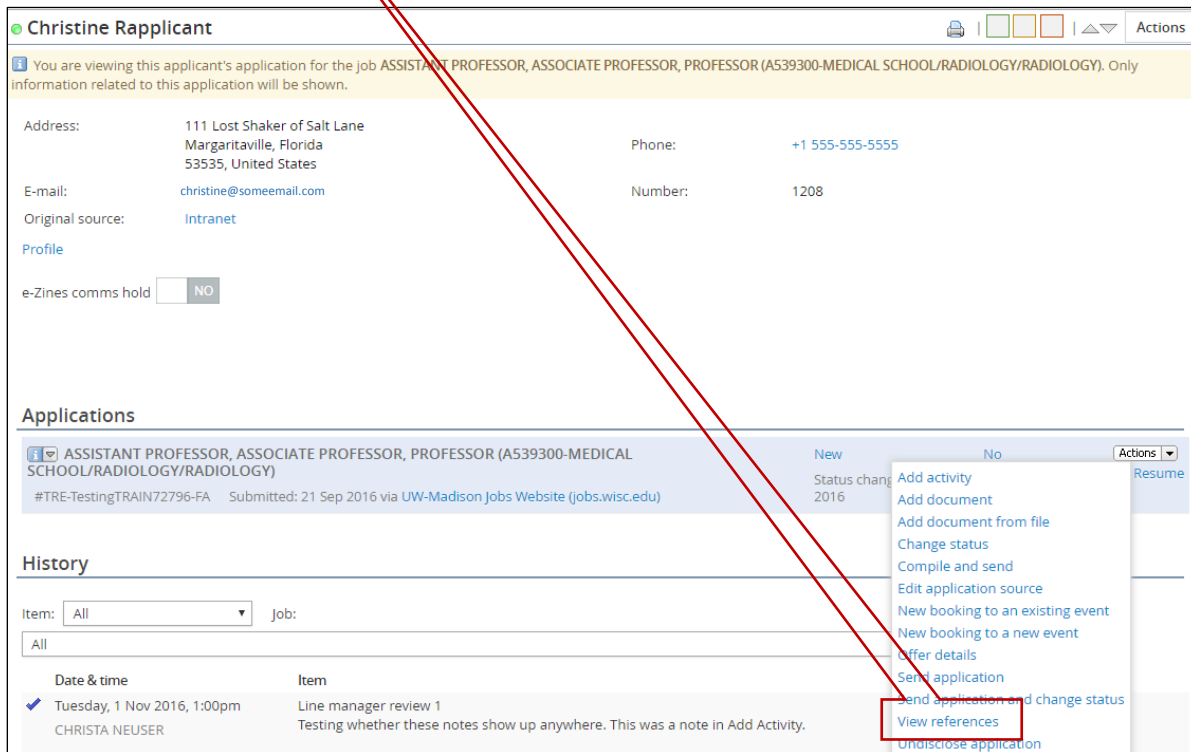 Christine Rapplicant
Actions
You are viewing this applicant's application for the job ASSISTANT PROFESSOR, ASSOCIATE PROFESSOR, PROFESSOR (A539300-MEDICAL SCHOOL/RADIOLOGY/RADIOLOGY). Only
information related to this application will be shown.
Address: 111 Lost Shaker of Salt Lane
Margaritaville, Florida
53535, United States
Phone: +1 555-555-5555
E-mail: christine@someemail.com
Number: 1208
Original source: Intranet
Profile
e-Zines comms hold NO
Applications
ASSISTANT PROFESSOR, ASSOCIATE PROFESSOR, PROFESSOR (A539300-MEDICAL
SCHOOL/RADIOLOGY/RADIOLOGY)
#TRE-TestingTRAIN72796-FA Submitted: 21 Sep 2016 via UW-Madison Jobs Website (jobs.wisc.edu)
New No Actions
Status chang
2016
Resume
Add activity
Add document
Add document from file
Change status
Compile and send
Edit application source
New booking to an existing event
New booking to a new event
Offer details
Send application
Send application and change status
View references
Undisclose application
History
Item: All Job:
All
Date & time Item
Tuesday, 1 Nov 2016, 1:00pm Line manager review 1
CHRISTA NEUSER Testing whether these notes show up anywhere. This was a note in Add Activity.